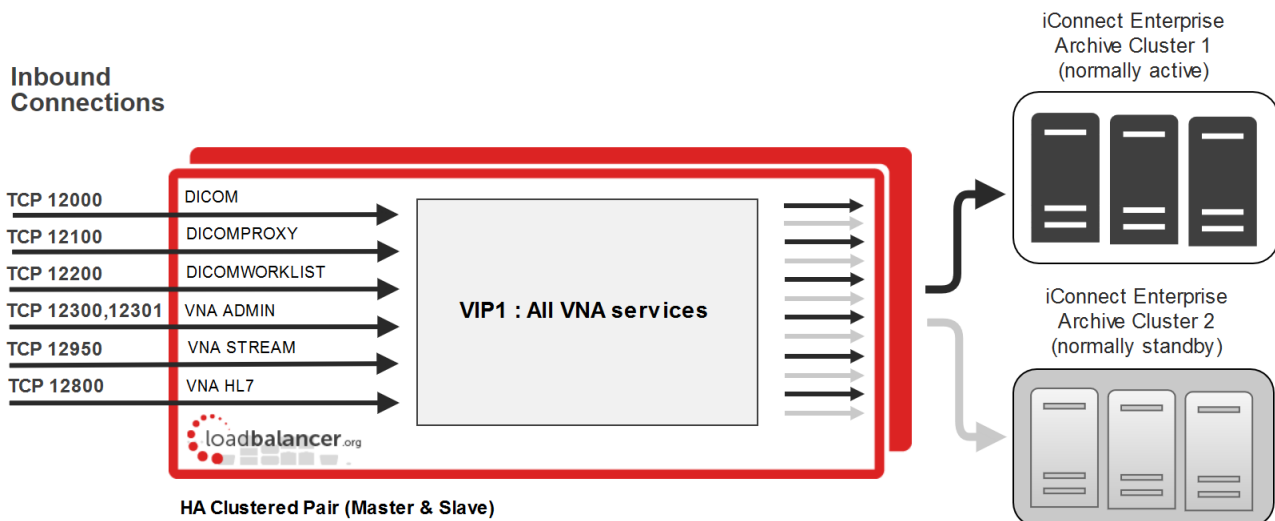 iConnect Enterprise
Archive Cluster 1
(normally active)
Inbound
Connections
TCP 12000
DICOM
TCP 12100
DICOMPROXY
TCP 12200
DICOMWORKLIST
TCP 12300,12301
VNA ADMIN
TCP 12950
VNA STREAM
TCP 12800
VNA HL7
VIP1 : All VNA services
loadbalancer.org
HA Clustered Pair (Master & Slave)
iConnect Enterprise
Archive Cluster 2
(normally standby)